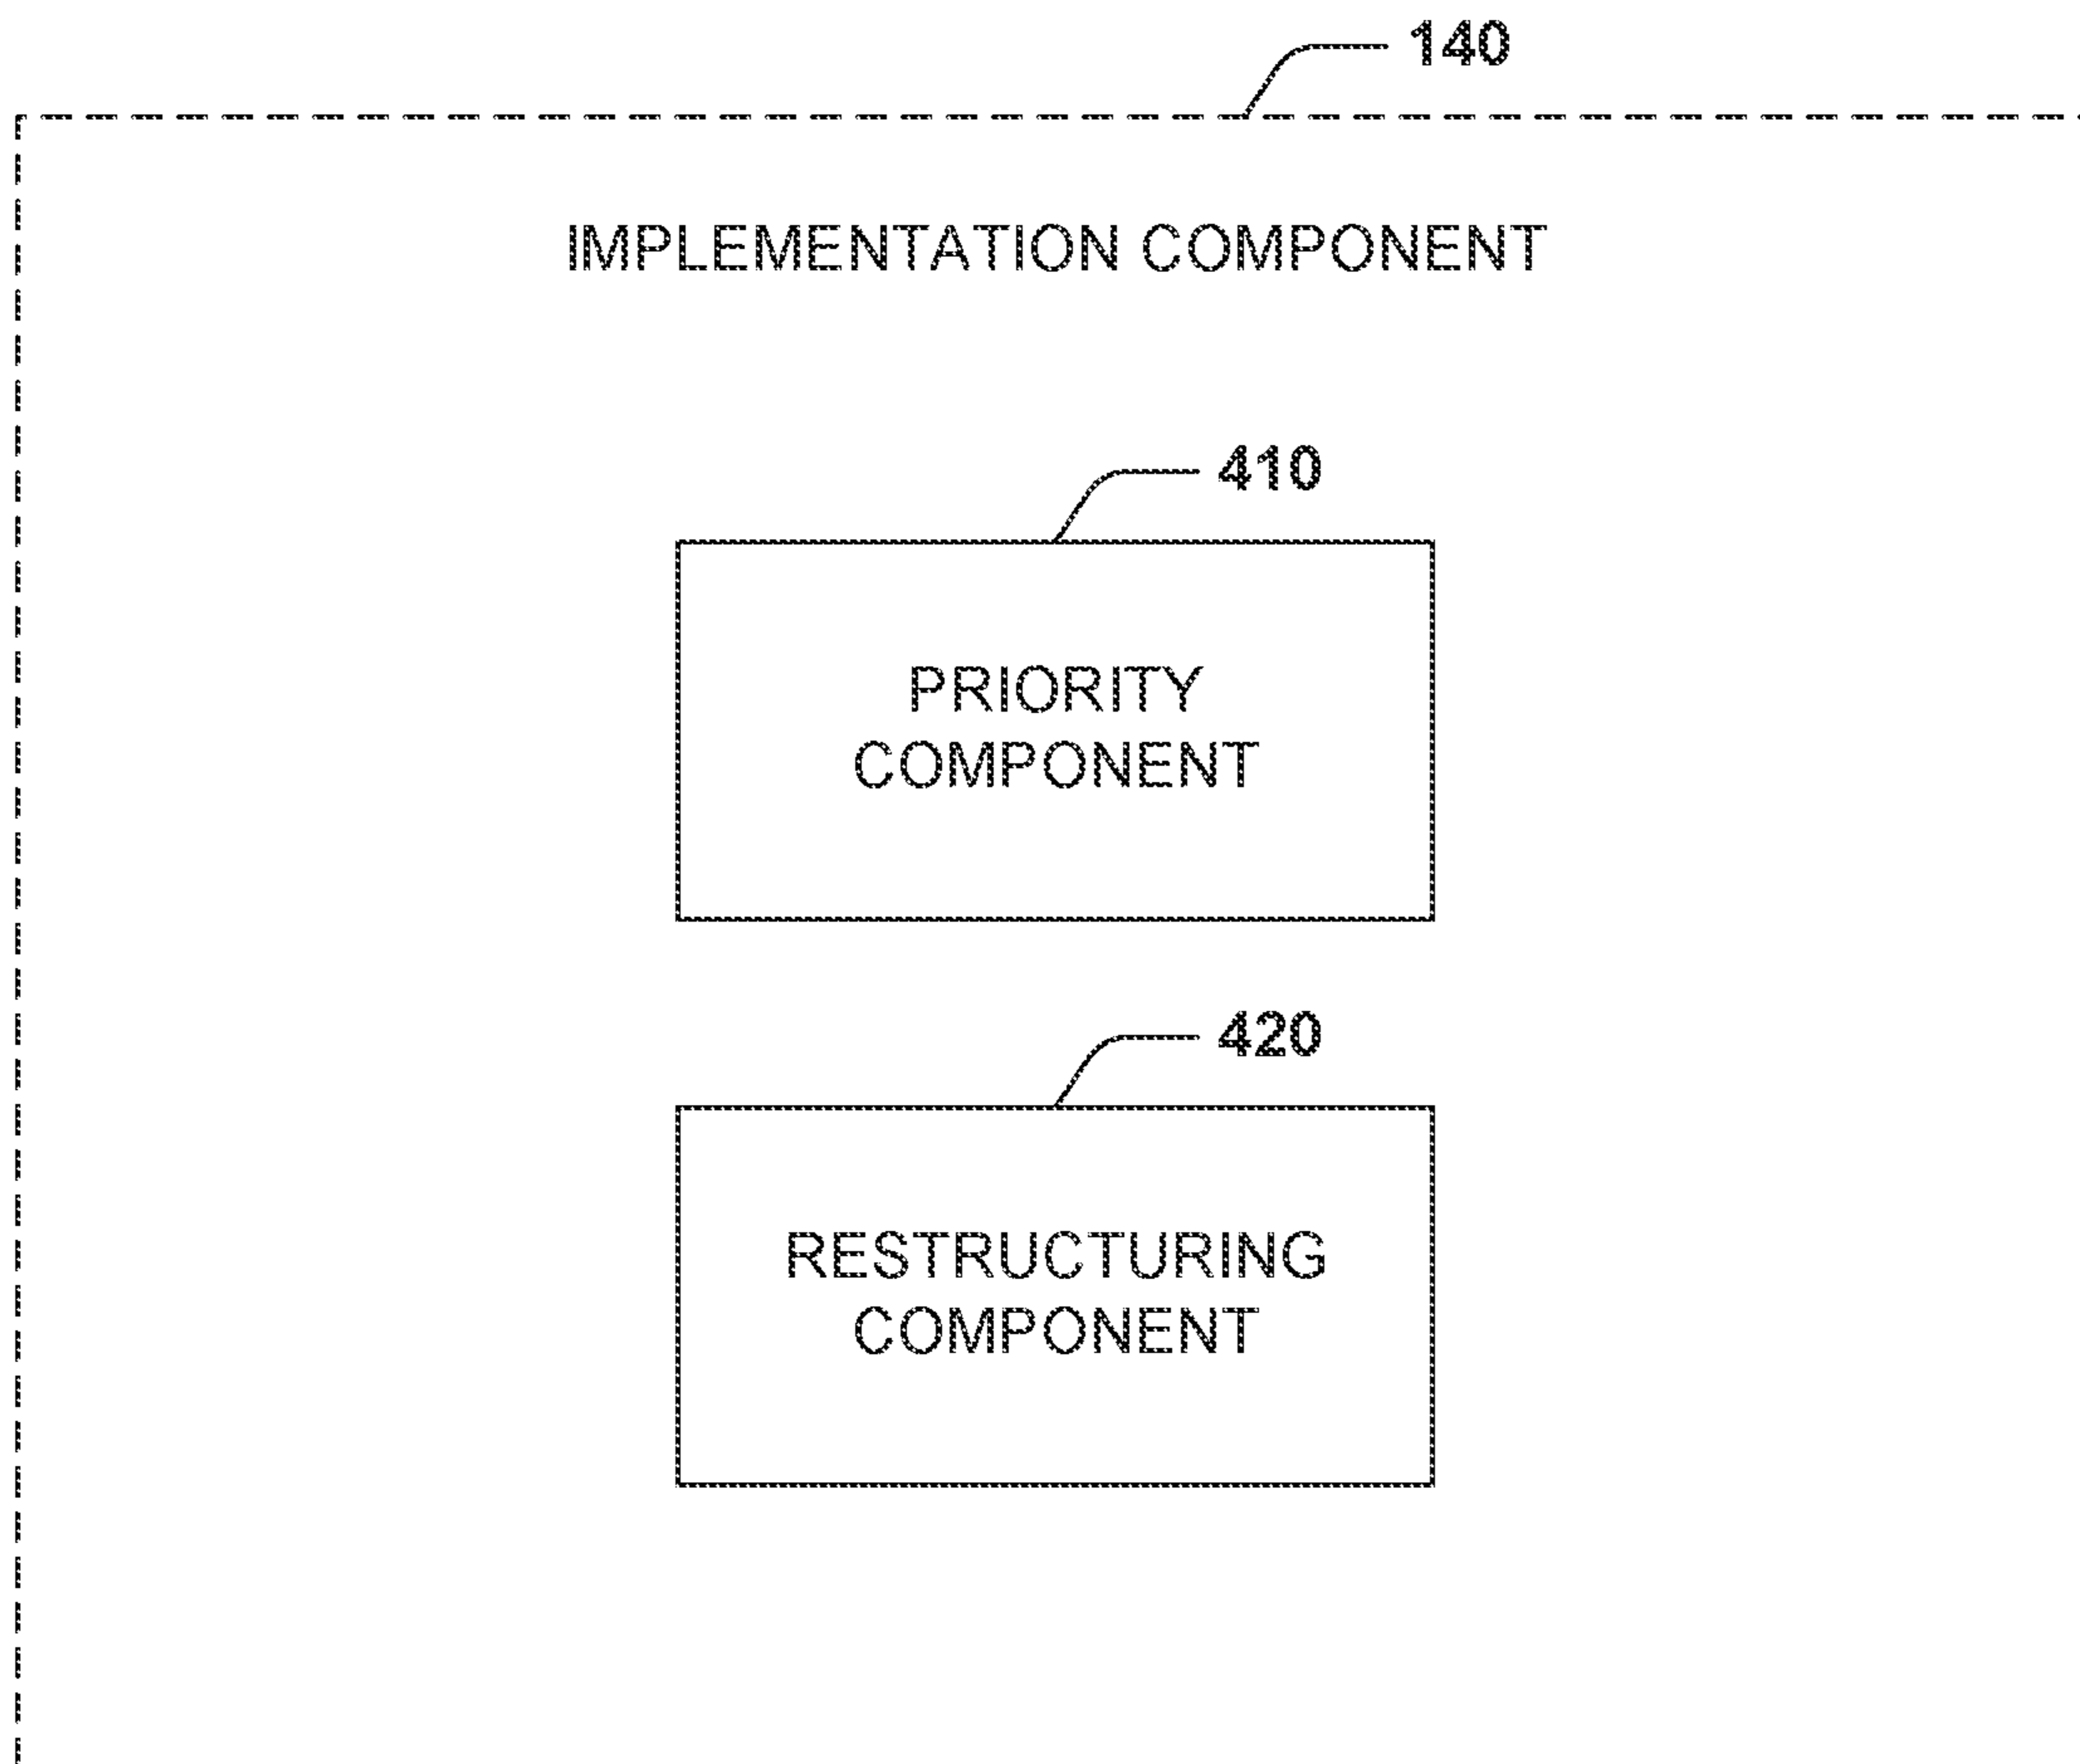 140
IMPLEMENTATION COMPONENT
410
PRIORITY
COMPONENT
420
RESTRUCTURING
COMPONENT